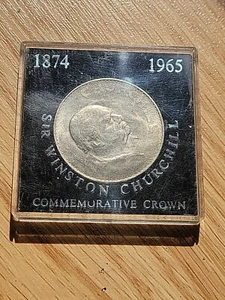 1874 1965
SIR WINSTON CHURCHILL
COMMEMORATIVE CROWN